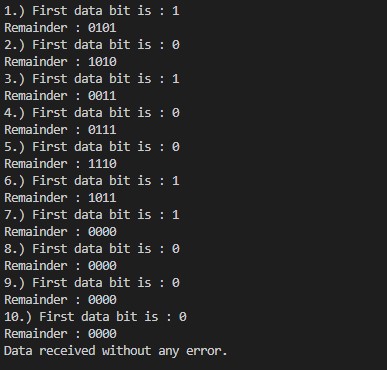 1.) First data bit is : 1
Remainder : 0101
2.) First data bit is : 0
Remainder : 1010
3.) First data bit is : 1
Remainder : 0011
4.) First data bit is : 0
Remainder : 0111
5.) First data bit is : 0
Remainder : 1110
6.) First data bit is : 1
Remainder : 1011
7.) First data bit is : 1
Remainder : 0000
8.) First data bit is : 0
Remainder : 0000
9.) First data bit is : 0
Remainder : 0000
10.) First data bit is : 0
Remainder : 0000
Data received without any error.